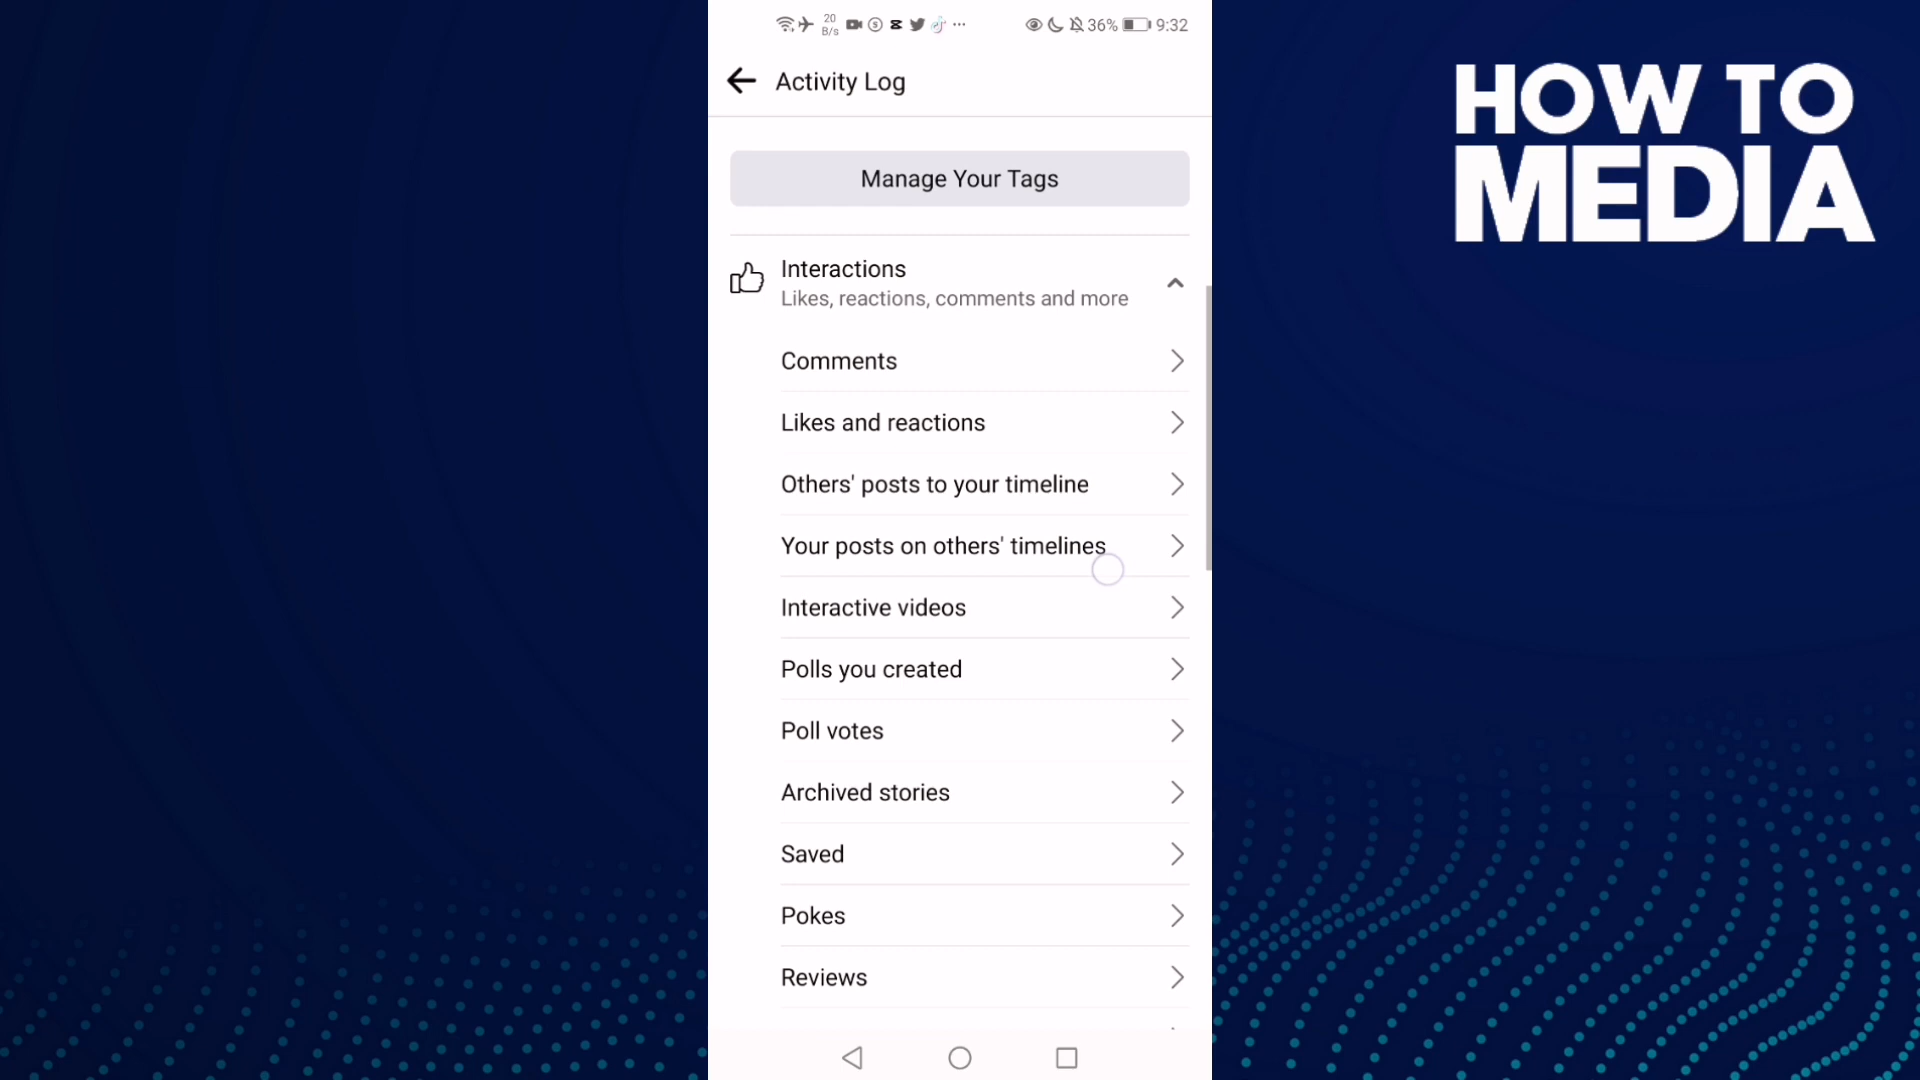 20
B/s
36% 9:32
Activity Log
HOW TO
MEDIA
Manage Your Tags
Interactions
Likes, reactions, comments and more
Comments
Likes and reactions
Others' posts to your timeline
Your posts on others' timelines
Interactive videos
Polls you created
Poll votes
Archived stories
Saved
Pokes
Reviews